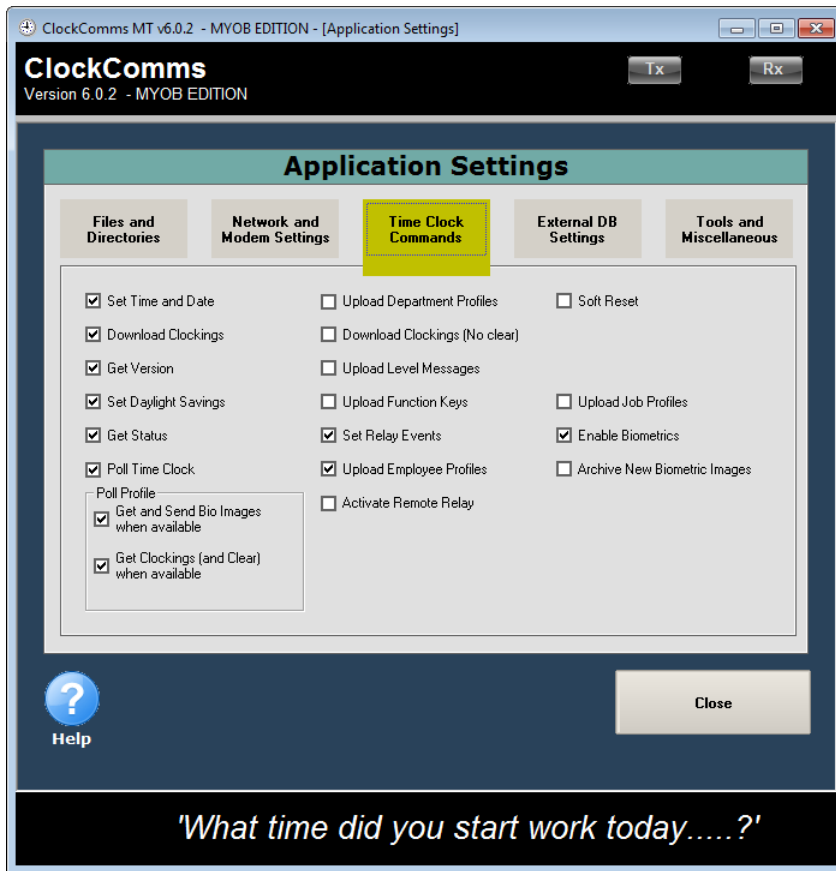 ClockComms MT v6.0.2 - MYOB EDITION - [Application Settings]
ClockComms
Version 6.0.2 - MYOB EDITION
Tx
Rx
Application Settings
Files and
Directories
Network and
Modem Settings
Time Clock
Commands
External DB
Settings
Tools and
Miscellaneous
Set Time and Date
Download Clockings
Get Version
Set Daylight Savings
Get Status
Poll Time Clock
Poll Profile
Get and Send Bio Images
when available
Get Clockings (and Clear)
when available
Upload Department Profiles
Download Clockings (No clear)
Upload Level Messages
Upload Function Keys
Set Relay Events
Upload Employee Profiles
Activate Remote Relay
Soft Reset
Upload Job Profiles
Enable Biometrics
Archive New Biometric Images
?
Help
Close
'What time did you start work today.....?'